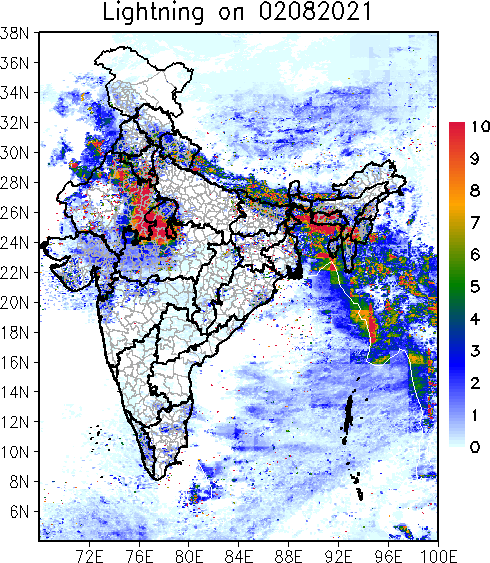 Lightning on 02082021
38N
36N
34N
32N
30N
28N
26N
24N
22N
20N
18N
16N
14N
12N
10N
8N
6N
72E 76E 80E 84E 88E 92E 96E 100E
10
9
8
7
6
5
4
3
2
1
0